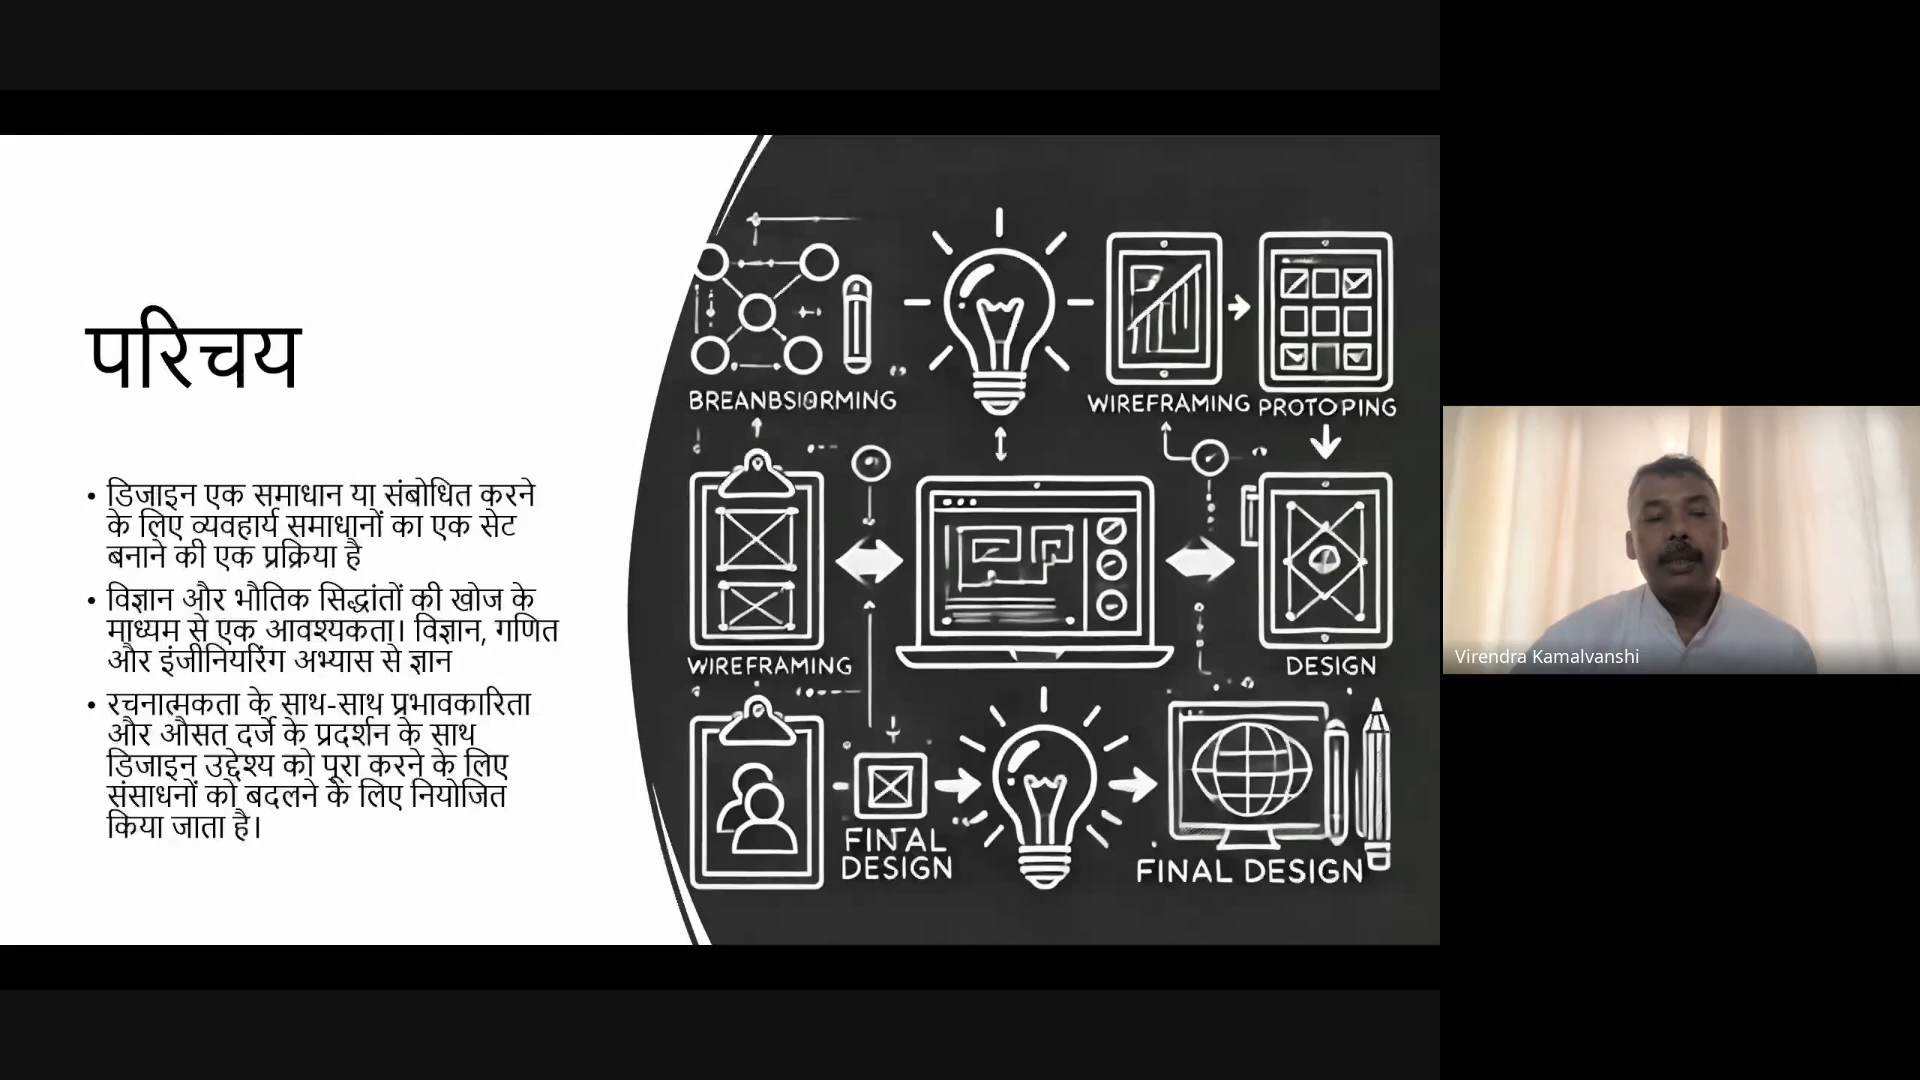 परिचय
• डिजाइन एक समाधान या संबोधित करने
के लिए व्यवहार्य समाधानों का एक सेट
बनाने की एक प्रक्रिया है
• विज्ञान और भौतिक सिद्धांतों की खोज के
माध्यम से एक आवश्यकता। विज्ञान, गणित
और इंजीनियरिंग अभ्यास से ज्ञान
• रचनात्मकता के साथ-साथ प्रभावकारिता
और औसत दर्जे के प्रदर्शन के साथ
डिजाइन उद्देश्य को पूरा करने के लिए
संसाधनों को बदलने के लिए नियोजित
किया जाता है।
BREANBSIORMING
WIREFRAMING
PROTOPING
WIREFRAMING
DESIGN
FINTAL
DESIGN
FINAL DESIGN
Virendra Kamalvanshi